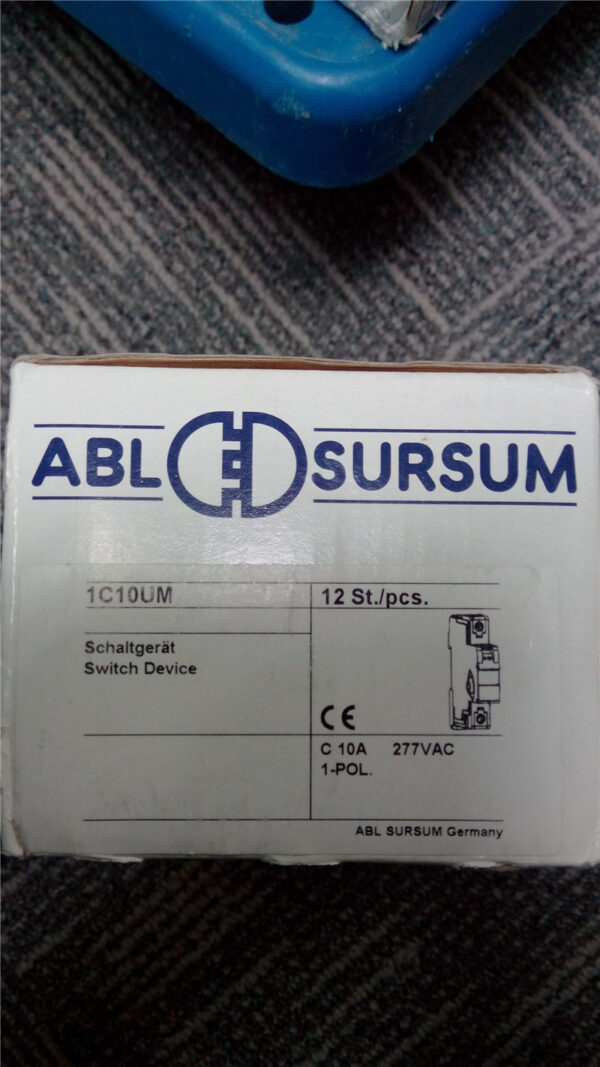 ABL SURSUM
1C10UM
12 St./pcs.
Schaltgerät
Switch Device
CE
C 10A 277VAC
1-POL.
ABL SURSUM Germany